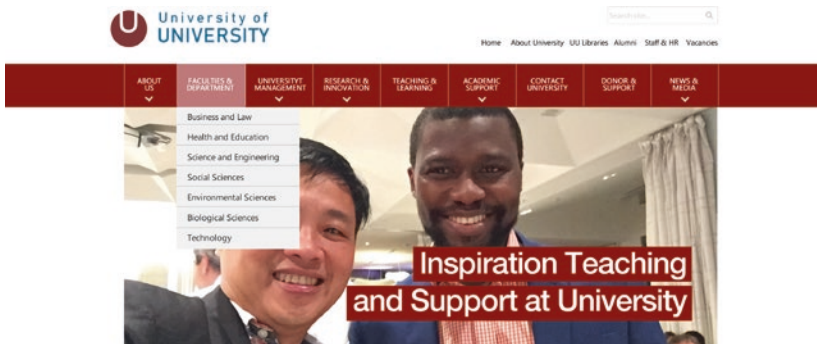 University of
UNIVERSITY
Search site...
Home About University UU Libraries Alumni Staff & HR Vacancies
ABOUT
US
FACULTIES &
DEPARTMENT
UNIVERSITYT
MANAGEMENT
RESEARCH &
INNOVATION
TEACHING &
LEARNING
ACADEMIC
SUPPORT
CONTACT
UNIVERSITY
DONOR &
SUPPORT
NEWS &
MEDIA
Business and Law
Health and Education
Science and Engineering
Social Sciences
Environmental Sciences
Biological Sciences
Technology
Inspiration Teaching
and Support at University